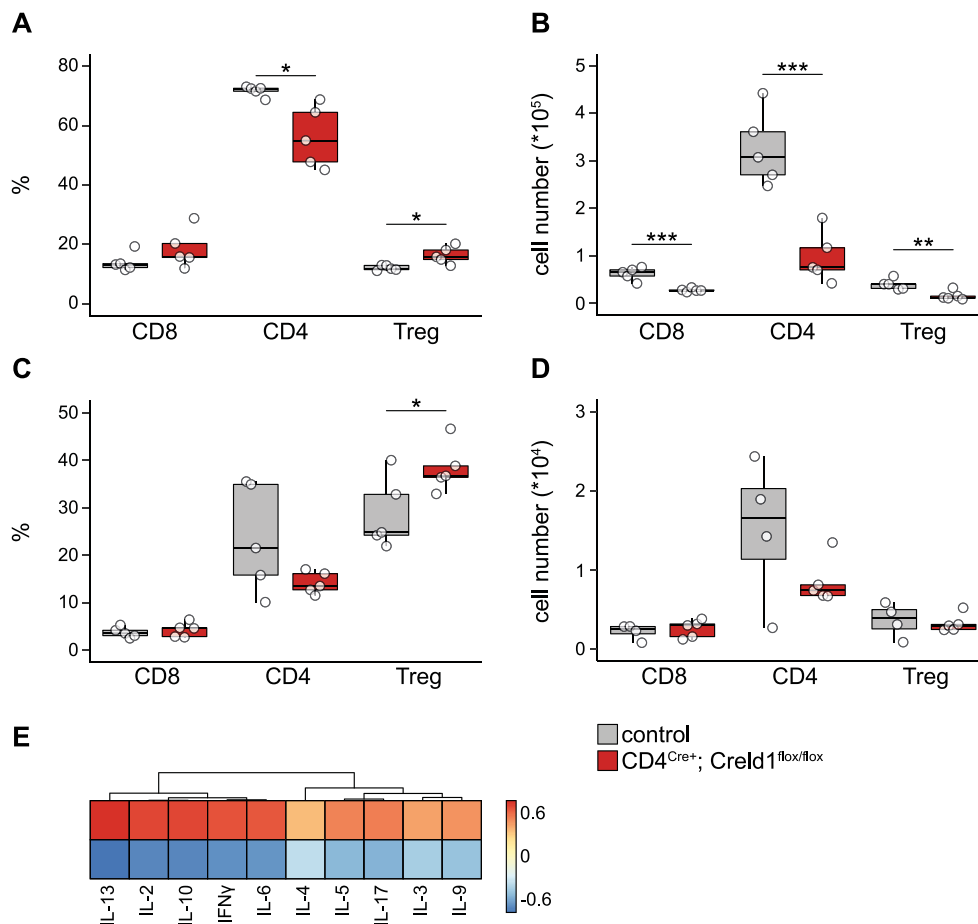 A
80
60
40
20
0
%
*
*
CD8 CD4 Treg
B
5
4
3
2
1
0
cell number (*10⁵)
***
***
**
CD8 CD4 Treg
C
50
40
30
20
10
0
%
*
CD8 CD4 Treg
D
3
2
1
0
cell number (*10⁴)
CD8 CD4 Treg
control
CD4ᶜʳᵉ⁺; Creld1ᶠˡᵒˣ/ᶠˡᵒˣ
E
0.6
0
-0.6
IL-13 IL-2 IL-10 IFNγ IL-6 IL-4 IL-5 IL-17 IL-3 IL-9